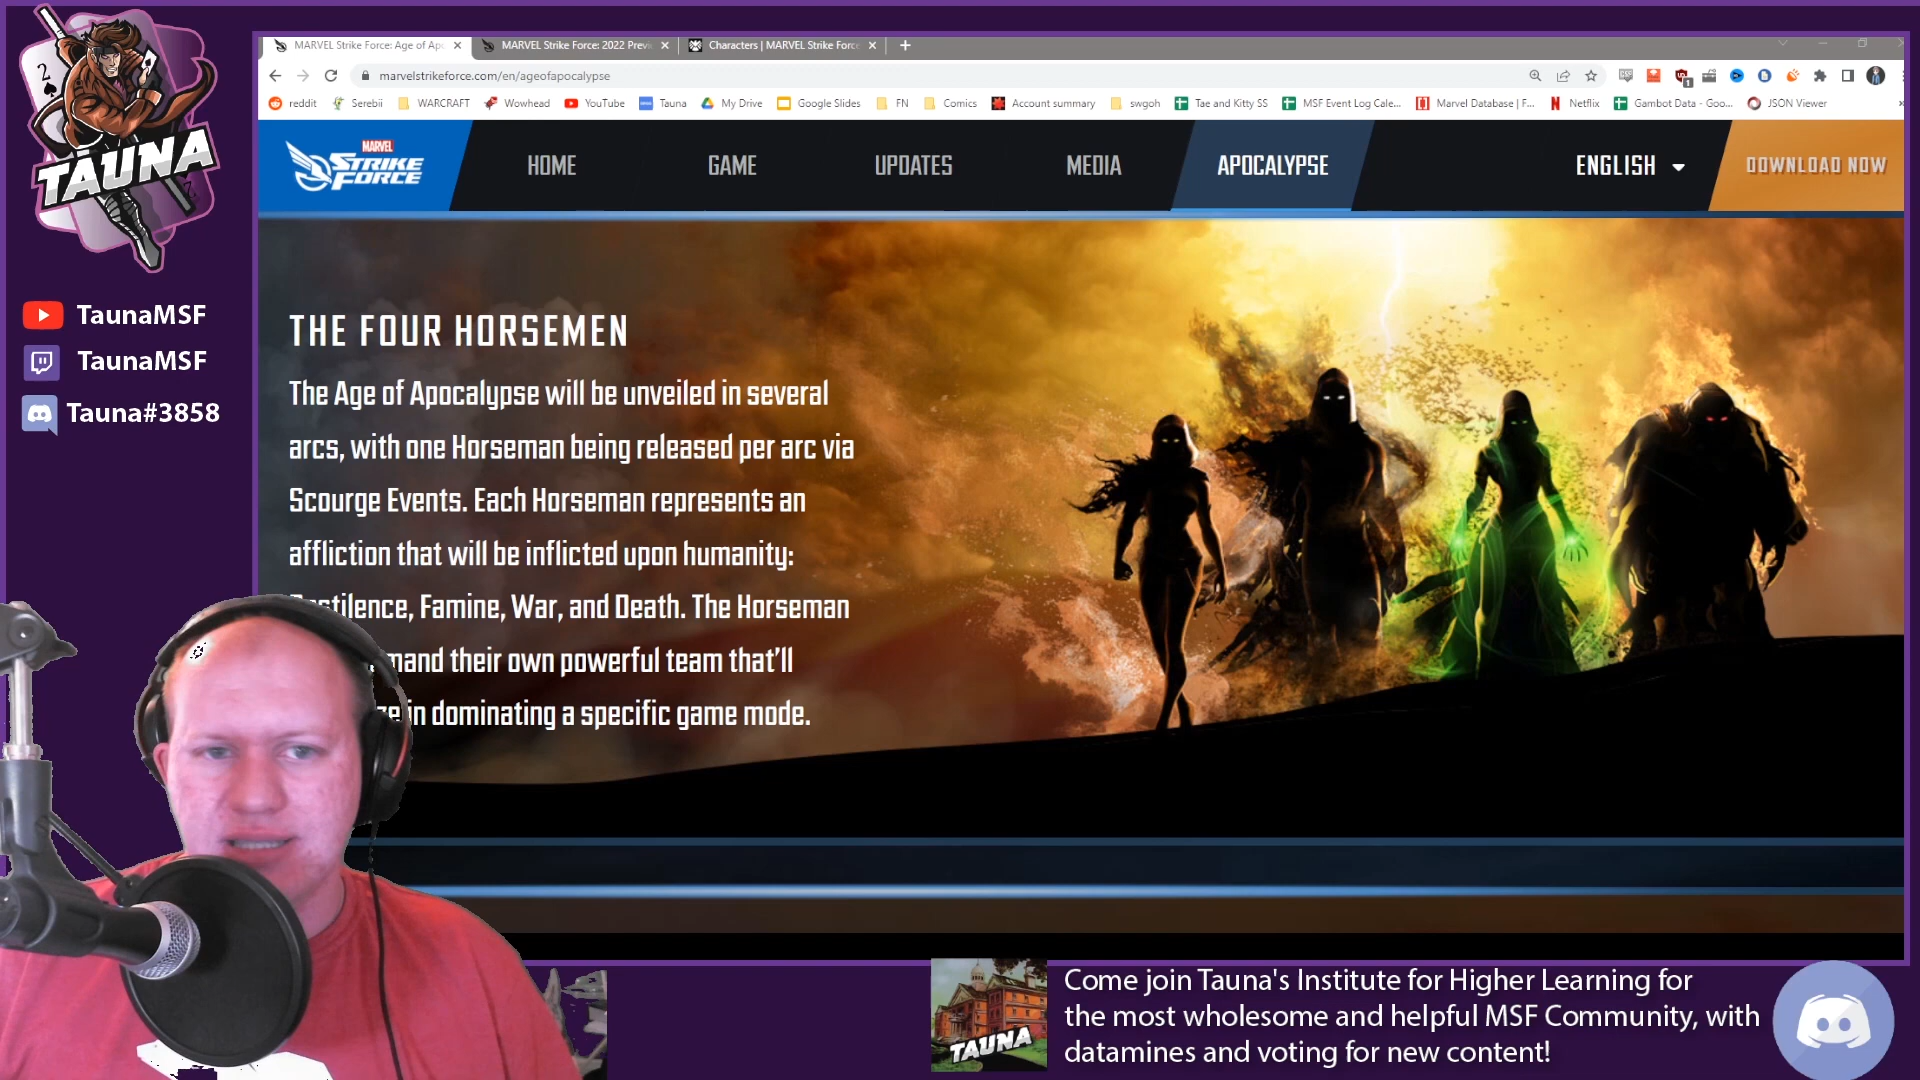 MARVEL Strike Force: Age of Apo
MARVEL Strike Force: 2022 Previ
Characters | MARVEL Strike Force
marvelstrikeforce.com/en/ageofapocalypse
reddit
Serebii
WARCRAFT
Wowhead
YouTube
Tauna
My Drive
Google Slides
FN
Comics
Account summary
swgoh
Tae and Kitty SS
MSF Event Log Cale...
Marvel Database | F...
Netflix
Gambot Data - Goo...
JSON Viewer
MARVEL
STRIKE
FORCE
HOME
GAME
UPDATES
MEDIA
APOCALYPSE
ENGLISH
DOWNLOAD NOW
2
TAUNA
TaunaMSF
TaunaMSF
Tauna#3858
THE FOUR HORSEMEN
The Age of Apocalypse will be unveiled in several
arcs, with one Horseman being released per arc via
Scourge Events. Each Horseman represents an
affliction that will be inflicted upon humanity:
Famine, War, and Death. The Horseman
their own powerful team that'll
in dominating a specific game mode.
TAUNA
Come join Tauna's Institute for Higher Learning for
the most wholesome and helpful MSF Community, with
datamines and voting for new content!